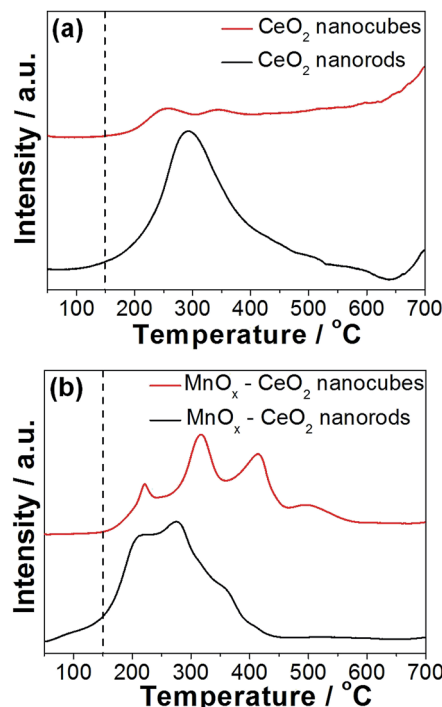 (a)
CeO₂ nanocubes
CeO₂ nanorods
Intensity / a.u.
100 200 300 400 500 600 700
Temperature / °C
(b)
MnOₓ - CeO₂ nanocubes
MnOₓ - CeO₂ nanorods
Intensity / a.u.
100 200 300 400 500 600 700
Temperature / °C